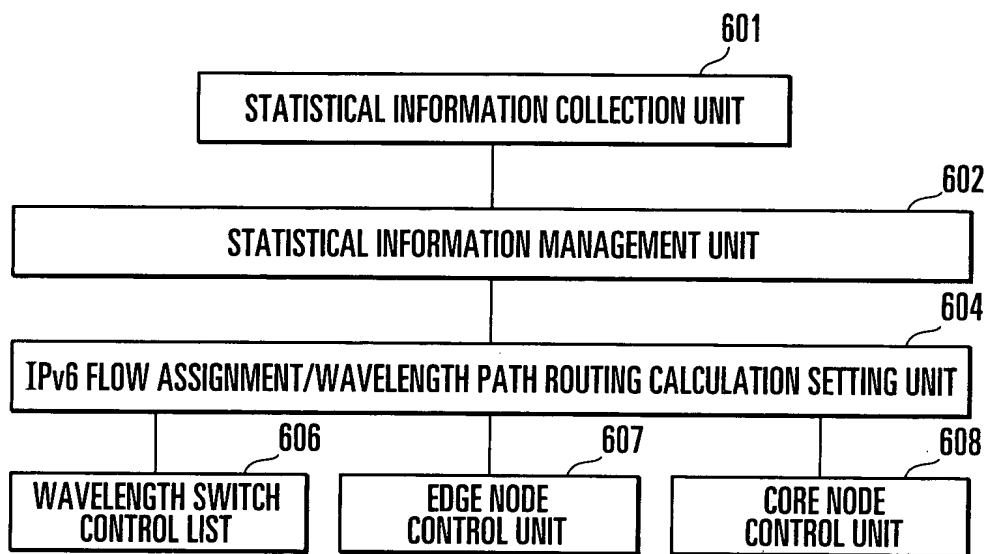 601
STATISTICAL INFORMATION COLLECTION UNIT
602
STATISTICAL INFORMATION MANAGEMENT UNIT
604
IPv6 FLOW ASSIGNMENT/WAVELENGTH PATH ROUTING CALCULATION SETTING UNIT
606
WAVELENGTH SWITCH
CONTROL LIST
607
EDGE NODE
CONTROL UNIT
608
CORE NODE
CONTROL UNIT